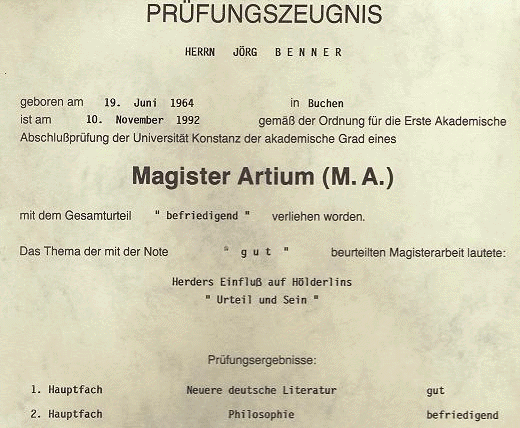 PRÜFUNGSZEUGNIS
HERRN JÖRG BENNER
geboren am 19. Juni 1964 in Buchen
ist am 10. November 1992 gemäß der Ordnung für die Erste Akademische
Abschlußprüfung der Universität Konstanz der akademische Grad eines
Magister Artium (M. A.)
mit dem Gesamturteil " befriedigend " verliehen worden.
Das Thema der mit der Note " gut " beurteilten Magisterarbeit lautete:
Herders Einfluß auf Hölderlins
" Urteil und Sein "
Prüfungsergebnisse:
1. Hauptfach Neuere deutsche Literatur gut
2. Hauptfach Philosophie befriedigend